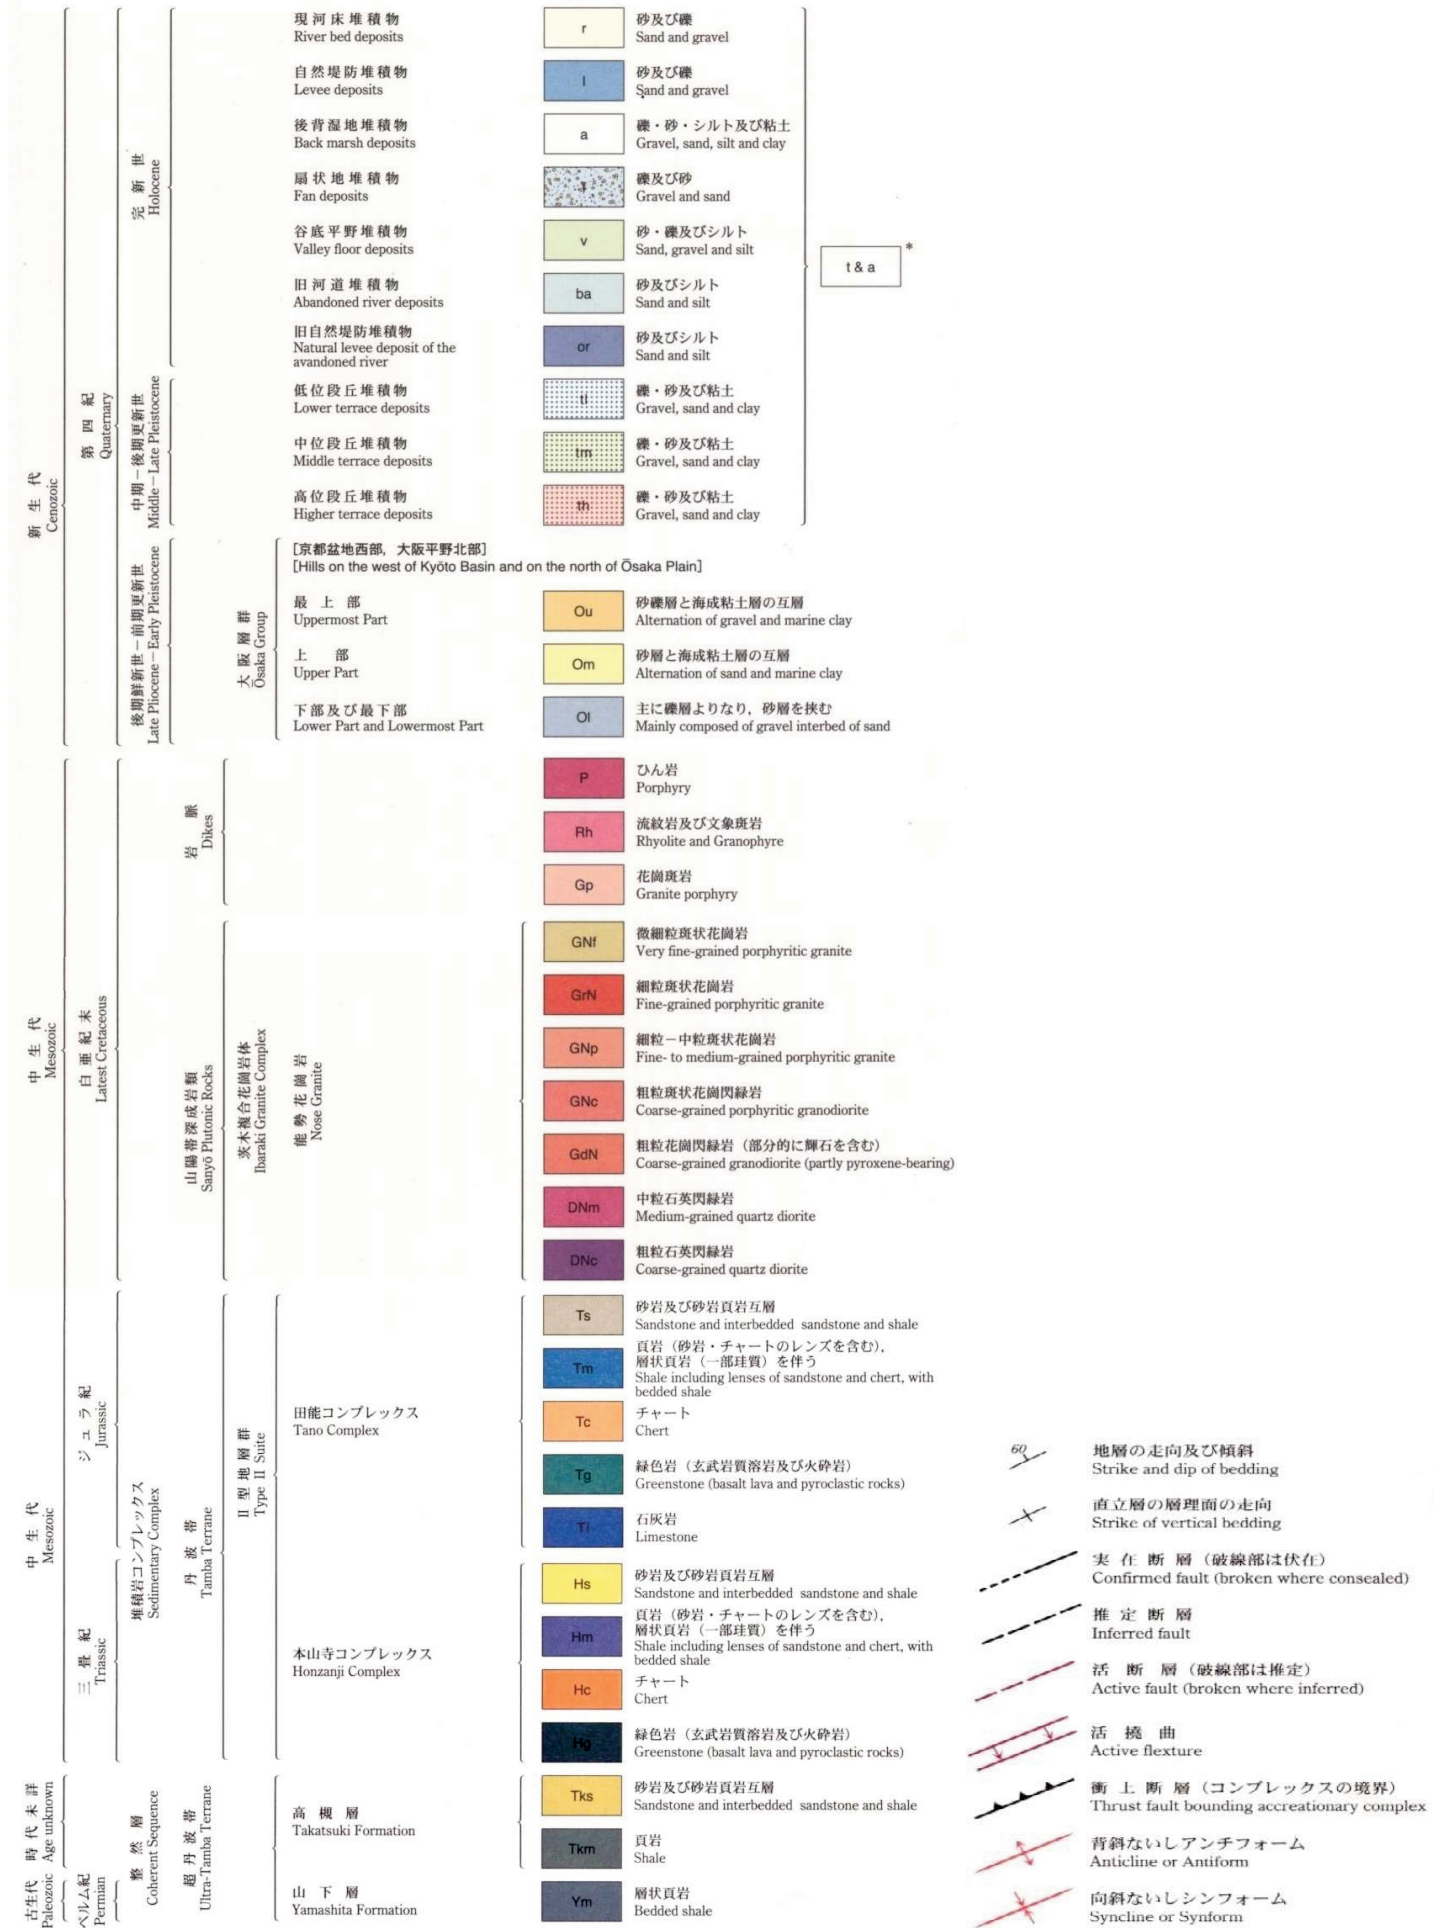 新生代
Cenozoic
第四紀
Quaternary
完新世
Holocene
現河床堆積物
River bed deposits
r
砂及び礫
Sand and gravel
自然堤防堆積物
Levee deposits
l
砂及び礫
Sand and gravel
後背湿地堆積物
Back marsh deposits
a
礫・砂・シルト及び粘土
Gravel, sand, silt and clay
扇状地堆積物
Fan deposits
礫及び砂
Gravel and sand
谷底平野堆積物
Valley floor deposits
v
砂・礫及びシルト
Sand, gravel and silt
t & a
*
旧河道堆積物
Abandoned river deposits
ba
砂及びシルト
Sand and silt
旧自然堤防堆積物
Natural levee deposit of the
avandoned river
or
砂及びシルト
Sand and silt
中期－後期更新世
Middle－Late Pleistocene
低位段丘堆積物
Lower terrace deposits
tl
礫・砂及び粘土
Gravel, sand and clay
中位段丘堆積物
Middle terrace deposits
tm
礫・砂及び粘土
Gravel, sand and clay
高位段丘堆積物
Higher terrace deposits
th
礫・砂及び粘土
Gravel, sand and clay
後期鮮新世－前期更新世
Late Pliocene－Early Pleistocene
大阪層群
Ōsaka Group
[京都盆地西部，大阪平野北部]
[Hills on the west of Kyōto Basin and on the north of Ōsaka Plain]
最上部
Uppermost Part
Ou
砂礫層と海成粘土層の互層
Alternation of gravel and marine clay
上部
Upper Part
Om
砂層と海成粘土層の互層
Alternation of sand and marine clay
下部及び最下部
Lower Part and Lowermost Part
Ol
主に礫層よりなり，砂層を挟む
Mainly composed of gravel interbed of sand
中生代
Mesozoic
白亜紀末
Latest Cretaceous
岩脈
Dikes
P
ひん岩
Porphyry
Rh
流紋岩及び文象斑岩
Rhyolite and Granophyre
Gp
花崗斑岩
Granite porphyry
山陽帯深成岩類
Sanyō Plutonic Rocks
茨木複合花崗岩体
Ibaraki Granite Complex
能勢花崗岩
Nose Granite
GNf
微細粒斑状花崗岩
Very fine-grained porphyritic granite
GrN
細粒斑状花崗岩
Fine-grained porphyritic granite
GNp
細粒－中粒斑状花崗岩
Fine- to medium-grained porphyritic granite
GNc
粗粒斑状花崗閃緑岩
Coarse-grained porphyritic granodiorite
GdN
粗粒花崗閃緑岩（部分的に輝石を含む）
Coarse-grained granodiorite (partly pyroxene-bearing)
DNm
中粒石英閃緑岩
Medium-grained quartz diorite
DNc
粗粒石英閃緑岩
Coarse-grained quartz diorite
中生代
Mesozoic
ジュラ紀
Jurassic
三畳紀
Triassic
堆積岩コンプレックス
Sedimentary Complex
丹波帯
Tamba Terrane
II型地層群
Type II Suite
田能コンプレックス
Tano Complex
Ts
砂岩及び砂岩頁岩互層
Sandstone and interbedded sandstone and shale
Tm
頁岩（砂岩・チャートのレンズを含む），
層状頁岩（一部珪質）を伴う
Shale including lenses of sandstone and chert, with
bedded shale
Tc
チャート
Chert
Tg
緑色岩（玄武岩質溶岩及び火砕岩）
Greenstone (basalt lava and pyroclastic rocks)
Tl
石灰岩
Limestone
本山寺コンプレックス
Honzanji Complex
Hs
砂岩及び砂岩頁岩互層
Sandstone and interbedded sandstone and shale
Hm
頁岩（砂岩・チャートのレンズを含む），
層状頁岩（一部珪質）を伴う
Shale including lenses of sandstone and chert, with
bedded shale
Hc
チャート
Chert
Hg
緑色岩（玄武岩質溶岩及び火砕岩）
Greenstone (basalt lava and pyroclastic rocks)
時代未詳
Age unknown
古生代
Paleozoic
ペルム紀
Permian
整然層
Coherent Sequence
超丹波帯
Ultra-Tamba Terrane
高槻層
Takatsuki Formation
Tks
砂岩及び砂岩頁岩互層
Sandstone and interbedded sandstone and shale
Tkm
頁岩
Shale
山下層
Yamashita Formation
Ym
層状頁岩
Bedded shale
60
地層の走向及び傾斜
Strike and dip of bedding
直立層の層理面の走向
Strike of vertical bedding
実在断層（破線部は伏在）
Confirmed fault (broken where consealed)
推定断層
Inferred fault
活断層（破線部は推定）
Active fault (broken where inferred)
活撓曲
Active flexture
衝上断層（コンプレックスの境界）
Thrust fault bounding accreationary complex
背斜ないしアンチフォーム
Anticline or Antiform
向斜ないしシンフォーム
Syncline or Synform